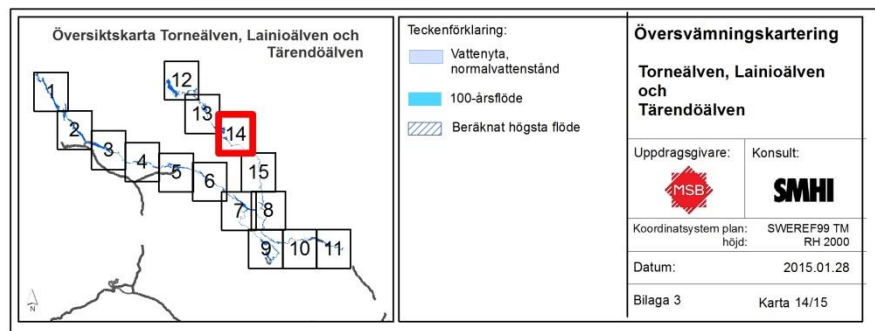 Översiktskarta Torneälven, Lainioälven och
Tärendöälven
1
2
3
4
5
6
7
8
9
10
11
12
13
14
15
N
Teckenförklaring:
Vattenyta,
normalvattenstånd
100-årsflöde
Beräknat högsta flöde
Översvämningskartering
Torneälven, Lainioälven
och
Tärendöälven
Uppdragsgivare:
MSB
Konsult:
SMHI
Koordinatsystem plan: SWEREF99 TM
höjd: RH 2000
Datum: 2015.01.28
Bilaga 3 Karta 14/15